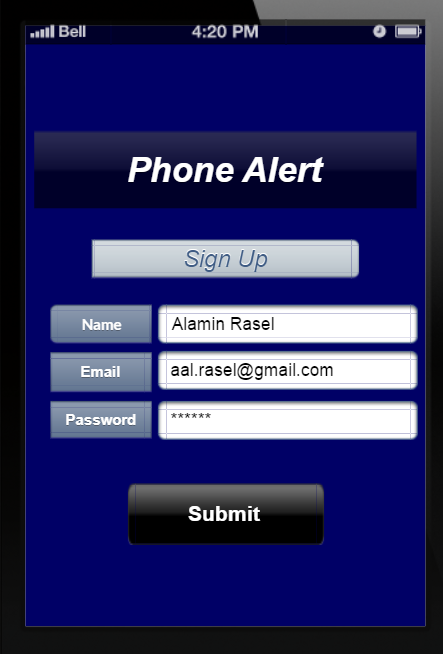 Bell 4:20 PM
Phone Alert
Sign Up
Name Alamin Rasel
Email aal.rasel@gmail.com
Password ******
Submit